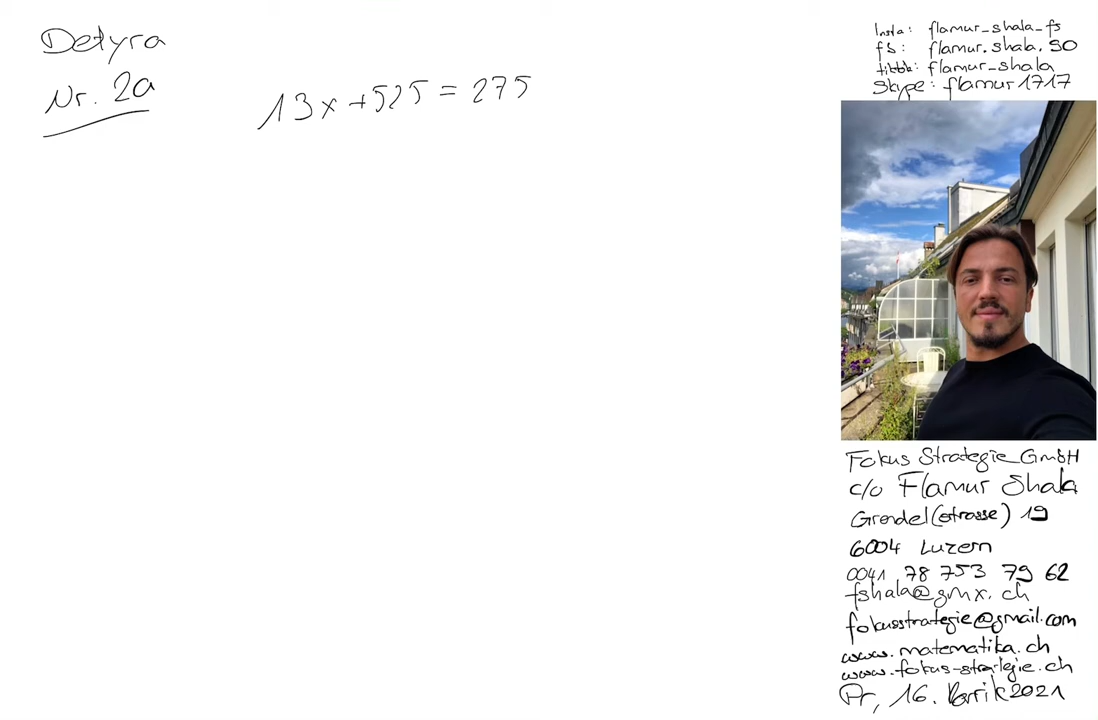 Detyra
Nr. 2a
13x + 525 = 275
Insta: flamur_shala_fs
fb: flamur.shala.50
tiktok: flamur_shala
Skype: flamur1717
Fokus Strategie GmbH
c/o Flamur Shala
Grendel(strasse) 19
6004 Luzern
0041 78 753 79 62
fshala@gmx.ch
fokusstrategie@gmail.com
www.matematika.ch
www.fokus-strategie.ch
Pr, 16. Korrik 2021